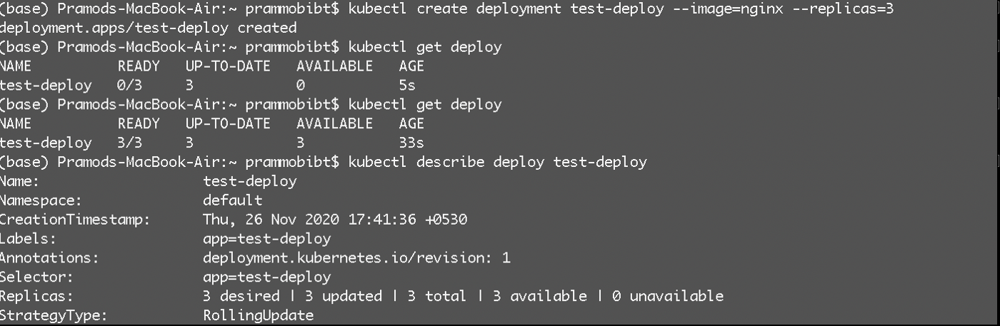 (base) Pramods-MacBook-Air:~ prammobibt$ kubectl create deployment test-deploy --image=nginx --replicas=3
deployment.apps/test-deploy created
(base) Pramods-MacBook-Air:~ prammobibt$ kubectl get deploy
NAME          READY   UP-TO-DATE   AVAILABLE   AGE
test-deploy   0/3     3            0           5s
(base) Pramods-MacBook-Air:~ prammobibt$ kubectl get deploy
NAME          READY   UP-TO-DATE   AVAILABLE   AGE
test-deploy   3/3     3            3           33s
(base) Pramods-MacBook-Air:~ prammobibt$ kubectl describe deploy test-deploy
Name:                   test-deploy
Namespace:              default
CreationTimestamp:      Thu, 26 Nov 2020 17:41:36 +0530
Labels:                 app=test-deploy
Annotations:            deployment.kubernetes.io/revision: 1
Selector:               app=test-deploy
Replicas:               3 desired | 3 updated | 3 total | 3 available | 0 unavailable
StrategyType:           RollingUpdate